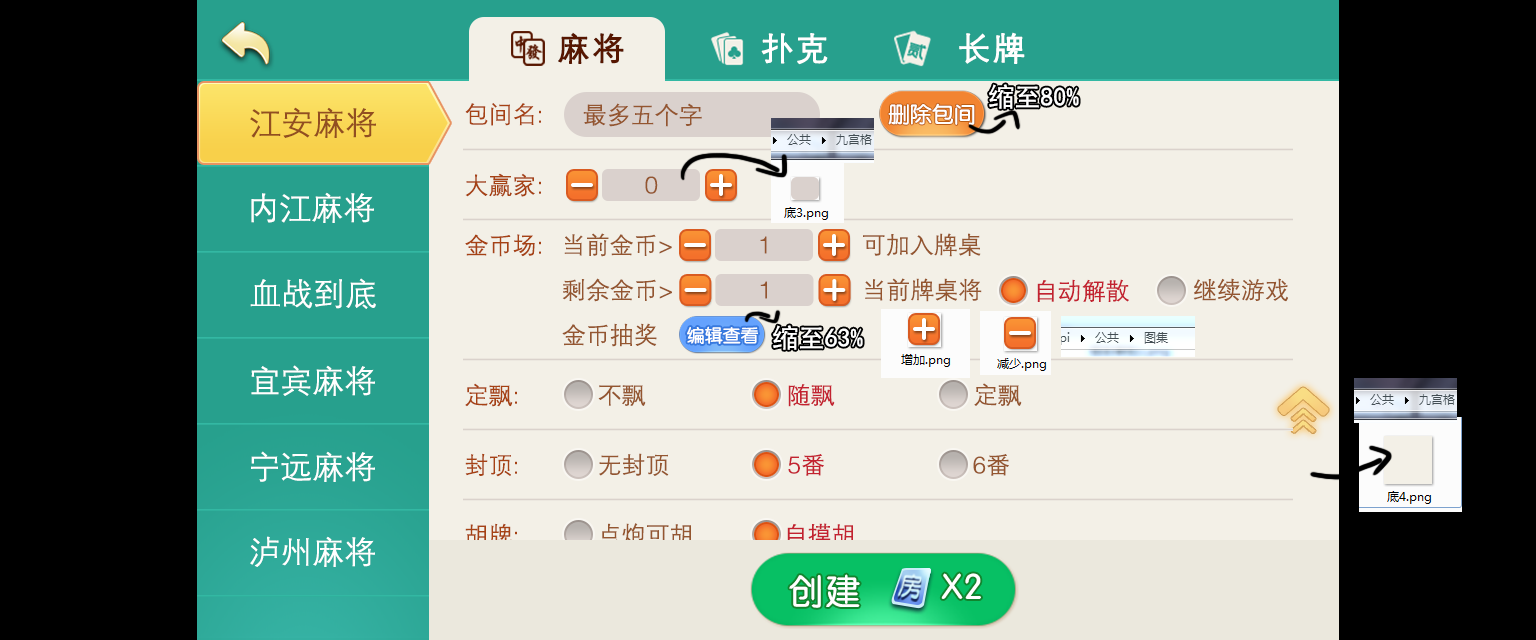 麻将 扑克 长牌
江安麻将
内江麻将
血战到底
宜宾麻将
宁远麻将
泸州麻将
包间名: 最多五个字 删除包间 缩至80%
公共 九宫格
大赢家: 0
底3.png
金币场: 当前金币> 1 可加入牌桌
剩余金币> 1 当前牌桌将 自动解散 继续游戏
金币抽奖 编辑查看 缩至63%
增加.png 减少.png
pi 公共 图集
定飘: 不飘 随飘 定飘
公共 九宫格
封顶: 无封顶 5番 6番
底4.png
胡牌: 点炮可胡 自摸胡
创建 房 X2